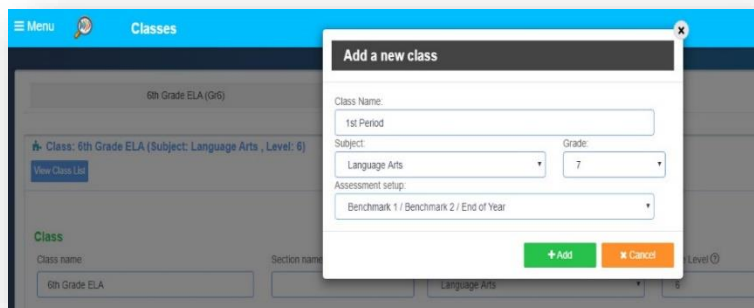 Menu
Classes
x
Add a new class
6th Grade ELA (Gr6)
Class Name:
1st Period
Subject:
Grade:
Language Arts
7
Assessment setup:
Benchmark 1 / Benchmark 2 / End of Year
Class: 6th Grade ELA (Subject: Language Arts , Level: 6)
View Class List
+Add
x Cancel
Class
Class name
Section name
Level
6th Grade ELA
Language Arts
6